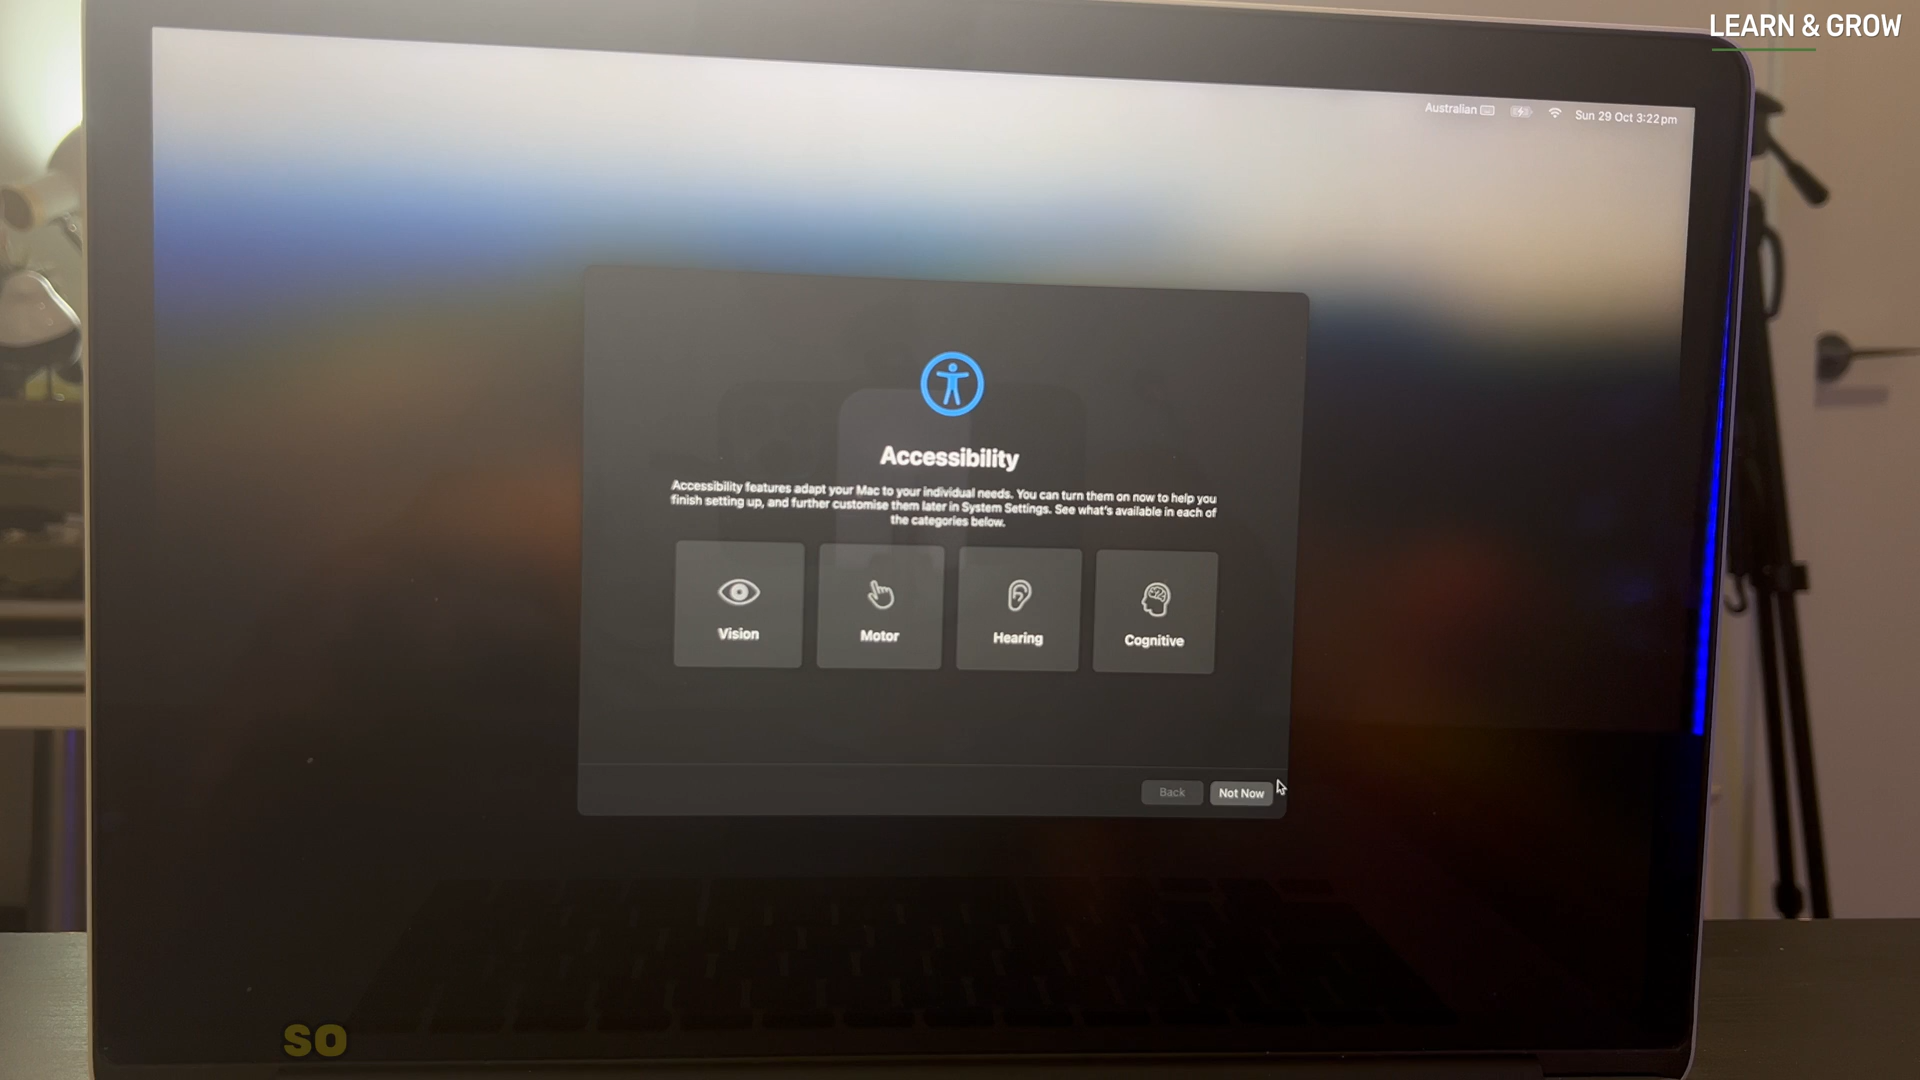 LEARN & GROW
Australian
Sun 29 Oct 3:22 pm
Accessibility
Accessibility features adapt your Mac to your individual needs. You can turn them on now to help you
finish setting up, and further customise them later in System Settings. See what's available in each of
the categories below.
Vision
Motor
Hearing
Cognitive
Back
Not Now
SO